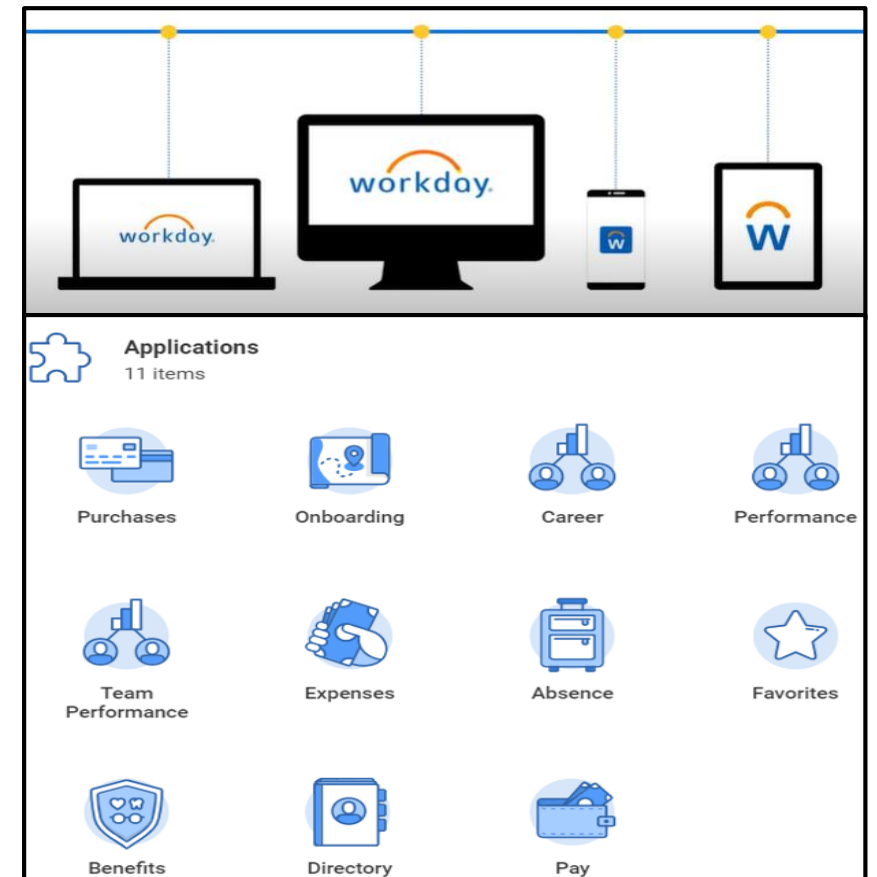 workday.
workday.
W
W
Applications
11 items
Purchases
Onboarding
Career
Performance
Team
Performance
Expenses
Absence
Favorites
Benefits
Directory
Pay